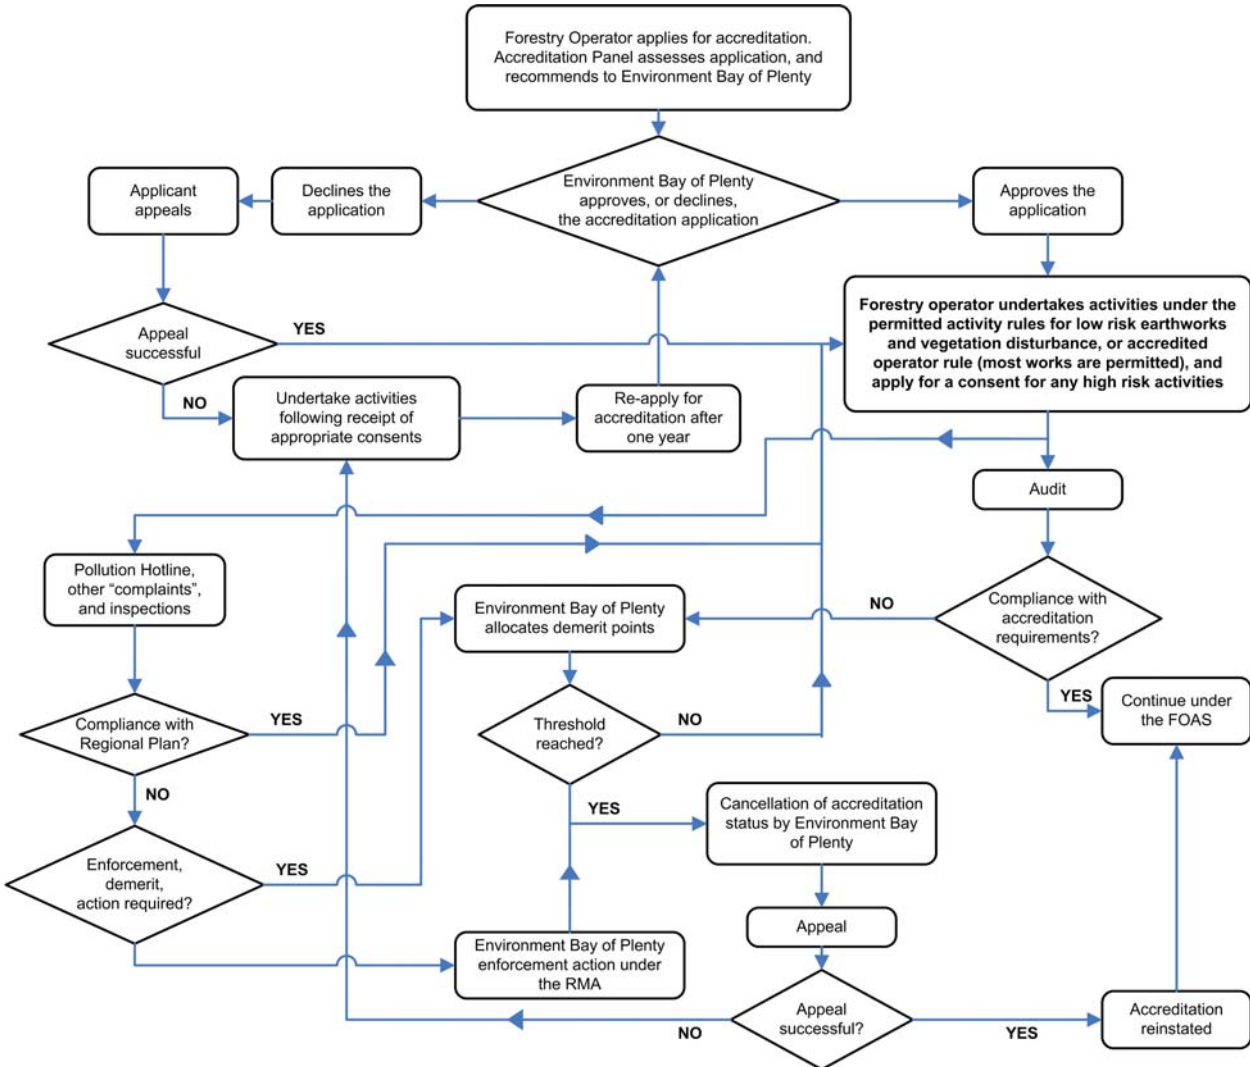 Forestry Operator applies for accreditation.
Accreditation Panel assesses application, and
recommends to Environment Bay of Plenty
Applicant
appeals
Declines the
application
Environment Bay of Plenty
approves, or declines,
the accreditation application
Approves the
application
Appeal
successful
YES
NO
Undertake activities
following receipt of
appropriate consents
Re-apply for
accreditation after
one year
Forestry operator undertakes activities under the
permitted activity rules for low risk earthworks
and vegetation disturbance, or accredited
operator rule (most works are permitted), and
apply for a consent for any high risk activities
Audit
Pollution Hotline,
other “complaints”,
and inspections
Environment Bay of Plenty
allocates demerit points
NO
Compliance with
accreditation
requirements?
YES
Continue under
the FOAS
Compliance with
Regional Plan?
YES
NO
Threshold
reached?
NO
YES
Cancellation of accreditation
status by Environment Bay
of Plenty
Enforcement,
demerit,
action required?
YES
Appeal
Environment Bay of Plenty
enforcement action under
the RMA
Appeal
successful?
NO
YES
Accreditation
reinstated